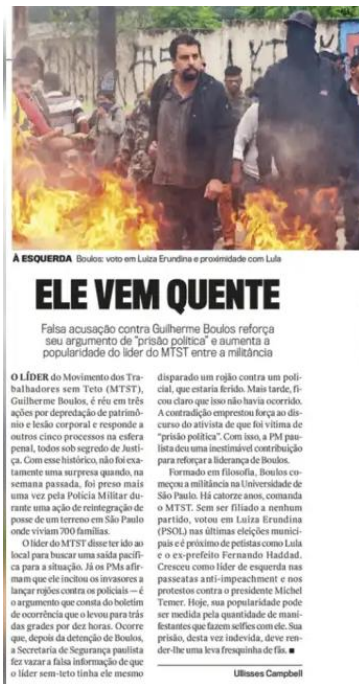 À ESQUERDA Boulos: voto em Luiza Erundina e proximidade com Lula
ELE VEM QUENTE
Falsa acusação contra Guilherme Boulos reforça
seu argumento de "prisão política" e aumenta a
popularidade do líder do MTST entre a militância
O LÍDER do Movimento dos Tra-
balhadores sem Teto (MTST),
Guilherme Boulos, é réu em três
ações por depredação de patrimô-
nio e lesão corporal e responde a
outros cinco processos na esfera
penal, todos sob segredo de Justi-
ça. Com esse histórico, não foi exa-
tamente uma surpresa quando, na
semana passada, foi preso mais
uma vez pela Polícia Militar du-
rante uma ação de reintegração de
posse de um terreno em São Paulo
onde viviam 700 famílias.
O líder do MTST disse ter ido ao
local para buscar uma saída pacífi-
ca para a situação. Já os PMs afir-
mam que ele incitou os invasores a
lançar rojões contra os policiais — é
o argumento que consta do boletim
de ocorrência que o levou para trás
das grades por dez horas. Ocorre
que, depois da detenção de Boulos,
a Secretaria de Segurança paulista
fez vazar a falsa informação de que
o líder sem-teto tinha ele mesmo
disparado um rojão contra um poli-
cial, que estaria ferido. Mais tarde, fi-
cou claro que isso não havia ocorrido.
A contradição emprestou força ao dis-
curso do ativista de que foi vítima de
"prisão política". Com isso, a PM pau-
lista deu uma inestimável contribuição
para reforçar a liderança de Boulos.
Formado em filosofia, Boulos co-
meçou a militância na Universidade de
São Paulo. Há catorze anos, comanda
o MTST. Sem ser filiado a nenhum
partido, votou em Luiza Erundina
(PSOL) nas últimas eleições munici-
pais e é próximo de petistas como Lula
e o ex-prefeito Fernando Haddad.
Cresceu como líder de esquerda nas
passeatas anti-impeachment e nos
protestos contra o presidente Michel
Temer. Hoje, sua popularidade pode
ser medida pela quantidade de mani-
festantes que fazem selfies com ele. Sua
prisão, desta vez indevida, deve ren-
der-lhe uma leva fresquinha de fãs. ■
Ullisses Campbell